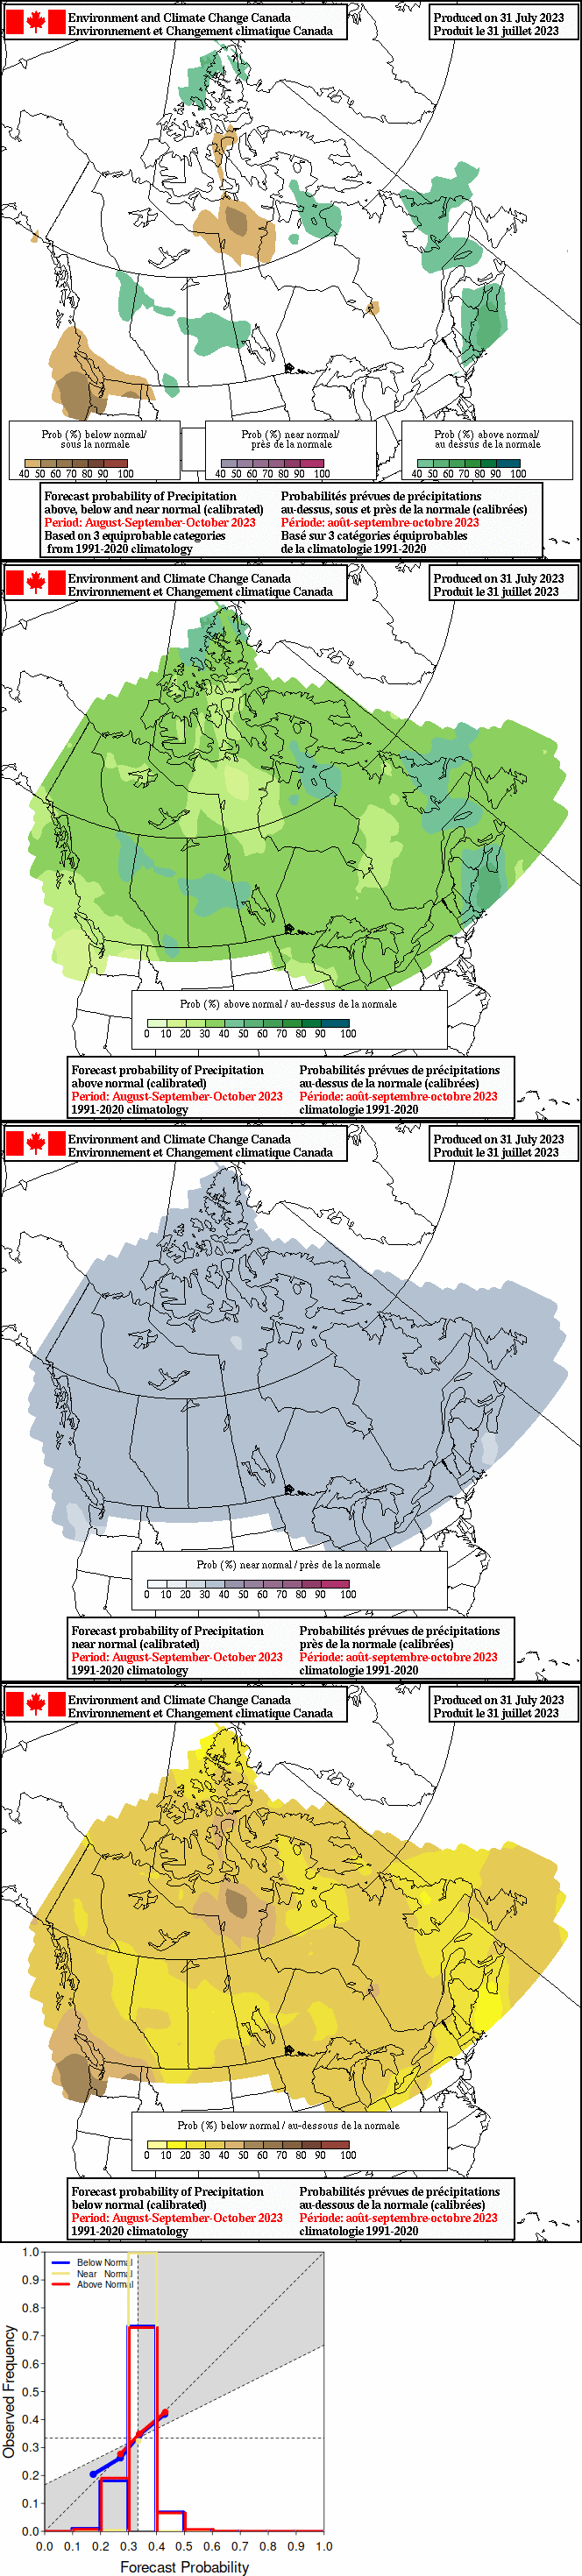 Environment and Climate Change Canada
Environnement et Changement climatique Canada
Produced on 31 July 2023
Produit le 31 juillet 2023
Prob (%) below normal/
sous la normale
40 50 60 70 80 90 100
Prob (%) near normal/
près de la normale
40 50 60 70 80 90 100
Prob (%) above normal/
au dessus de la normale
40 50 60 70 80 90 100
Forecast probability of Precipitation
above, below and near normal (calibrated)
Period: August-September-October 2023
Based on 3 equiprobable categories
from 1991-2020 climatology
Probabilités prévues de précipitations
au-dessus, sous et près de la normale (calibrées)
Période: août-septembre-octobre 2023
Basé sur 3 catégories équiprobables
de la climatologie 1991-2020
Environment and Climate Change Canada
Environnement et Changement climatique Canada
Produced on 31 July 2023
Produit le 31 juillet 2023
Prob (%) above normal / au-dessus de la normale
0 10 20 30 40 50 60 70 80 90 100
Forecast probability of Precipitation
above normal (calibrated)
Period: August-September-October 2023
1991-2020 climatology
Probabilités prévues de précipitations
au-dessus de la normale (calibrées)
Période: août-septembre-octobre 2023
climatologie 1991-2020
Environment and Climate Change Canada
Environnement et Changement climatique Canada
Produced on 31 July 2023
Produit le 31 juillet 2023
Prob (%) near normal / près de la normale
0 10 20 30 40 50 60 70 80 90 100
Forecast probability of Precipitation
near normal (calibrated)
Period: August-September-October 2023
1991-2020 climatology
Probabilités prévues de précipitations
près de la normale (calibrées)
Période: août-septembre-octobre 2023
climatologie 1991-2020
Environment and Climate Change Canada
Environnement et Changement climatique Canada
Produced on 31 July 2023
Produit le 31 juillet 2023
Prob (%) below normal / au-dessous de la normale
0 10 20 30 40 50 60 70 80 90 100
Forecast probability of Precipitation
below normal (calibrated)
Period: August-September-October 2023
1991-2020 climatology
Probabilités prévues de précipitations
au-dessous de la normale (calibrées)
Période: août-septembre-octobre 2023
climatologie 1991-2020
Below Normal
Near Normal
Above Normal
Observed Frequency
1.0
0.9
0.8
0.7
0.6
0.5
0.4
0.3
0.2
0.1
0.0
0.0 0.1 0.2 0.3 0.4 0.5 0.6 0.7 0.8 0.9 1.0
Forecast Probability